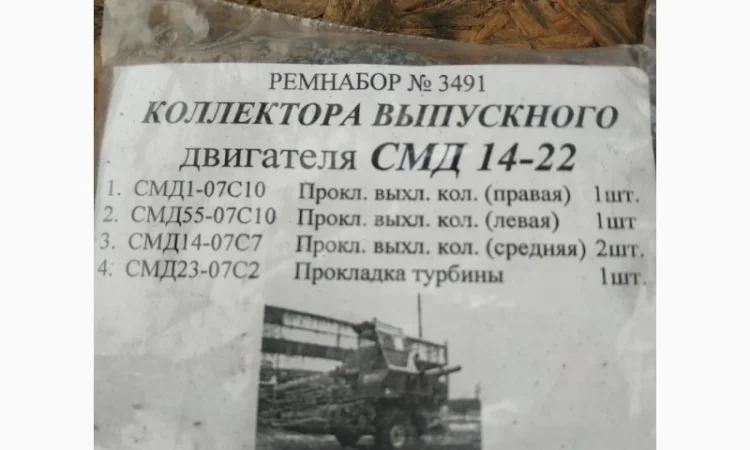 РЕМНАБОР № 3491
КОЛЛЕКТОРА ВЫПУСКНОГО
двигателя СМД 14-22
1. СМД1-07С10 Прокл. выхл. кол. (правая) 1шт.
2. СМД55-07С10 Прокл. выхл. кол. (левая) 1шт
3. СМД14-07С7 Прокл. выхл. кол. (средняя) 2шт.
4. СМД23-07С2 Прокладка турбины 1шт.